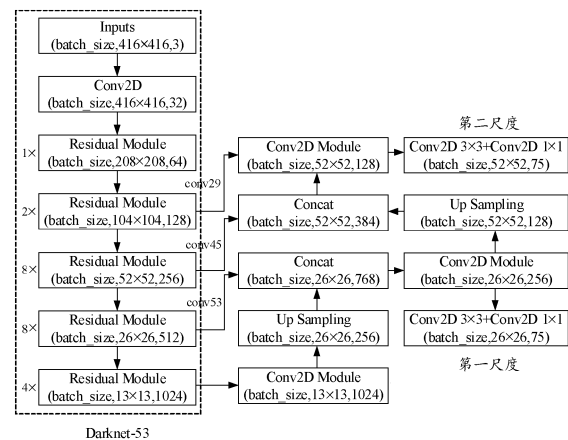 Inputs
(batch_size,416×416,3)
Conv2D
(batch_size,416×416,32)
1×
Residual Module
(batch_size,208×208,64)
conv29
2×
Residual Module
(batch_size,104×104,128)
conv45
8×
Residual Module
(batch_size,52×52,256)
conv53
8×
Residual Module
(batch_size,26×26,512)
4×
Residual Module
(batch_size,13×13,1024)
Darknet-53
Conv2D Module
(batch_size,52×52,128)
Concat
(batch_size,52×52,384)
Concat
(batch_size,26×26,768)
Up Sampling
(batch_size,26×26,256)
Conv2D Module
(batch_size,13×13,1024)
第二尺度
Conv2D 3×3+Conv2D 1×1
(batch_size,52×52,75)
Up Sampling
(batch_size,52×52,128)
Conv2D Module
(batch_size,26×26,256)
Conv2D 3×3+Conv2D 1×1
(batch_size,26×26,75)
第一尺度